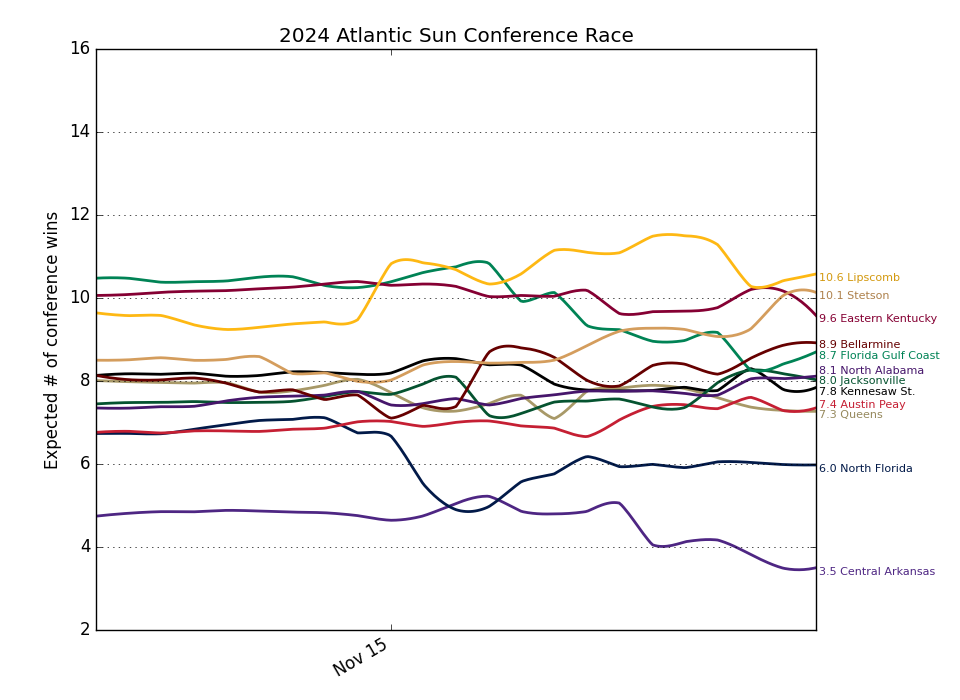 2024 Atlantic Sun Conference Race
Expected # of conference wins
16
14
12
10
8
6
4
2
Nov 15
10.6 Lipscomb
10.1 Stetson
9.6 Eastern Kentucky
8.9 Bellarmine
8.7 Florida Gulf Coast
8.1 North Alabama
8.0 Jacksonville
7.8 Kennesaw St.
7.4 Austin Peay
7.3 Queens
6.0 North Florida
3.5 Central Arkansas